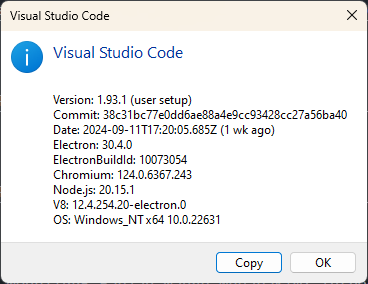 Visual Studio Code
Visual Studio Code
Version: 1.93.1 (user setup)
Commit: 38c31bc77e0dd6ae88a4e9cc93428cc27a56ba40
Date: 2024-09-11T17:20:05.685Z (1 wk ago)
Electron: 30.4.0
ElectronBuildId: 10073054
Chromium: 124.0.6367.243
Node.js: 20.15.1
V8: 12.4.254.20-electron.0
OS: Windows_NT x64 10.0.22631
Copy
OK